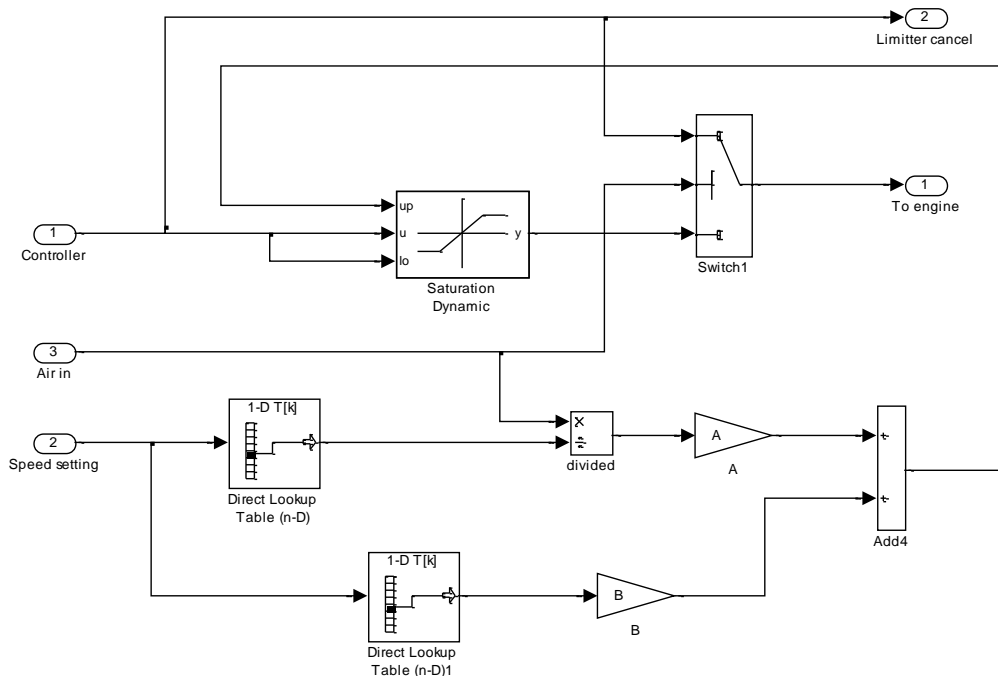 2
Limitter cancel
up
u
lo
y
Saturation
Dynamic
1
Controller
Switch1
1
To engine
3
Air in
1-D T[k]
Direct Lookup
Table (n-D)
2
Speed setting
×
÷
divided
A
A
+
+
Add4
1-D T[k]
Direct Lookup
Table (n-D)1
B
B